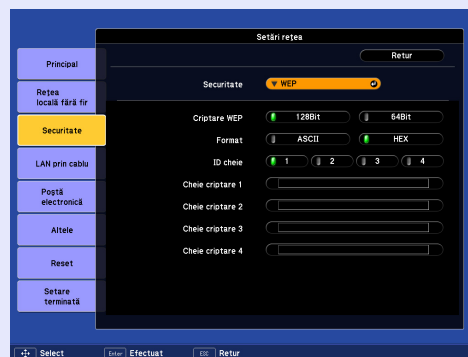 Setări rețea
Retur
Principal
Rețea
locală fără fir
Securitate
LAN prin cablu
Poștă
electronică
Altele
Reset
Setare
terminată
Securitate WEP
Criptare WEP 128Bit 64Bit
Format ASCII HEX
ID cheie 1 2 3 4
Cheie criptare 1
Cheie criptare 2
Cheie criptare 3
Cheie criptare 4
Select Enter Efectuat ESC Retur